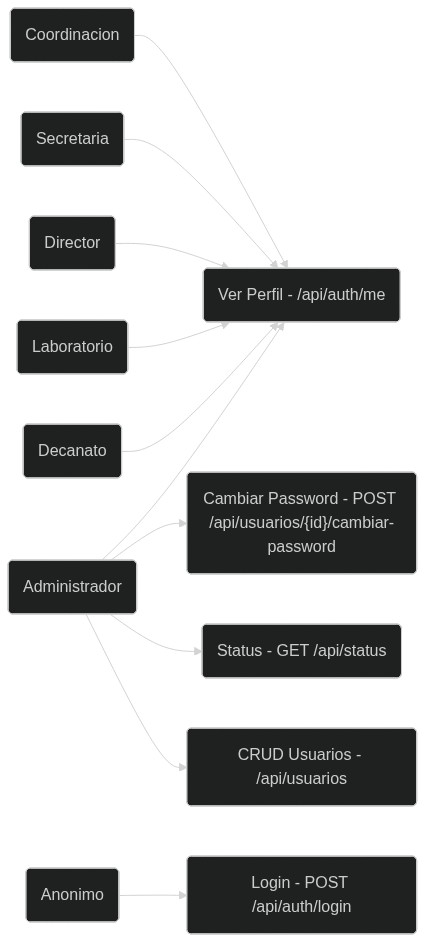 Coordinacion
Secretaria
Director
Ver Perfil - /api/auth/me
Laboratorio
Decanato
Cambiar Password - POST
/api/usuarios/{id}/cambiar-
password
Administrador
Status - GET /api/status
CRUD Usuarios -
/api/usuarios
Anonimo
Login - POST
/api/auth/login